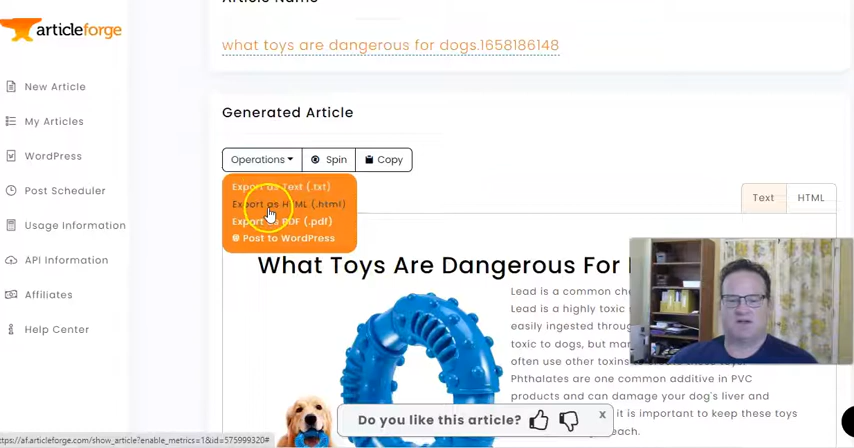 Article Name
articleforge
what toys are dangerous for dogs.1658186148
New Article
My Articles
WordPress
Post Scheduler
Usage Information
API Information
Affiliates
Help Center
Generated Article
Operations
Spin
Copy
Export as Text (.txt)
Export as HTML (.html)
Export as PDF (.pdf)
Post to WordPress
Text
HTML
What Toys Are Dangerous For
Lead is a common
Lead is a highly toxic
easily ingested
toxic to dogs, but
often use other toxins
Phthalates are one common additive in PVC
products and can damage your dog's liver and
it is important to keep these toys
Do you like this article?
x
ttps://af.articleforge.com/show_article?enable_metrics=1&id=575999320#